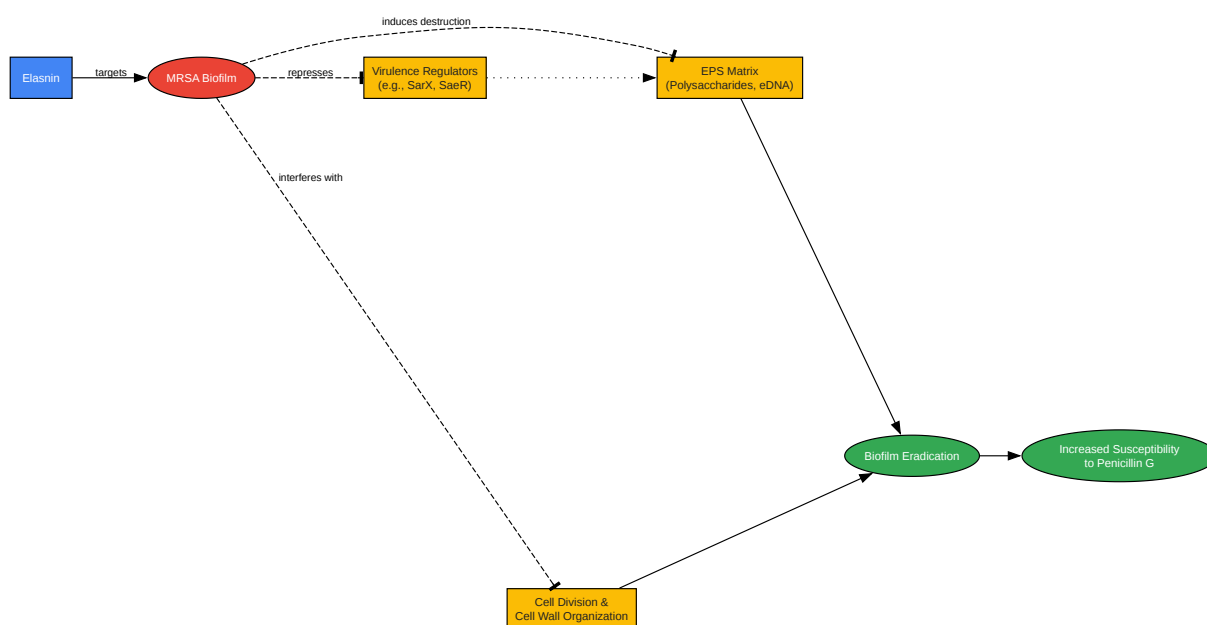 induces destruction
Elasnin
targets
MRSA Biofilm
represses
Virulence Regulators
(e.g., SarX, SaeR)
EPS Matrix
(Polysaccharides, eDNA)
interferes with
Biofilm Eradication
Increased Susceptibility
to Penicillin G
Cell Division &
Cell Wall Organization